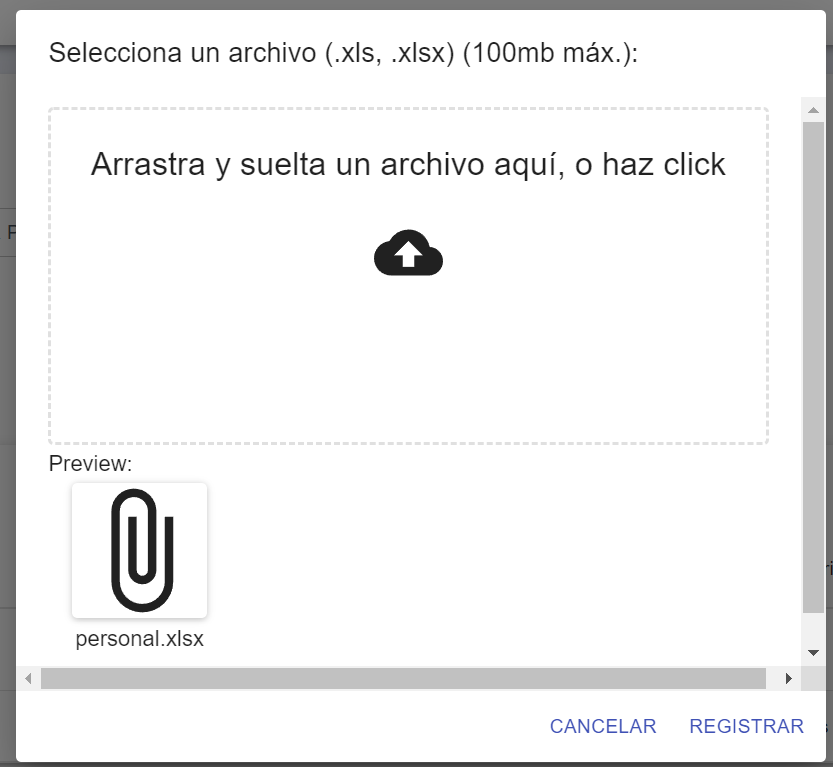 Selecciona un archivo (.xls, .xlsx) (100mb máx.):
Arrastra y suelta un archivo aquí, o haz click
Preview:
personal.xlsx
CANCELAR REGISTRAR